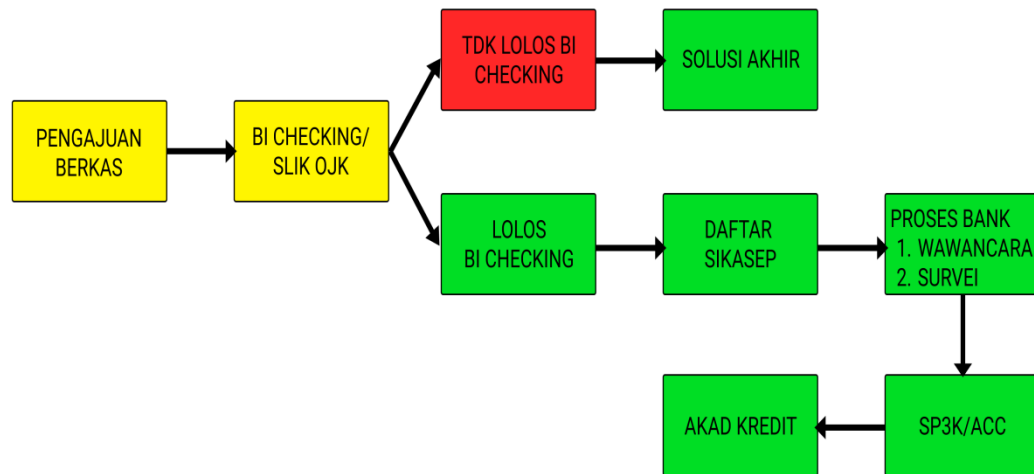 PENGAJUAN
BERKAS
BI CHECKING/
SLIK OJK
TDK LOLOS BI
CHECKING
SOLUSI AKHIR
LOLOS
BI CHECKING
DAFTAR
SIKASEP
PROSES BANK
1. WAWANCARA
2. SURVEI
SP3K/ACC
AKAD KREDIT